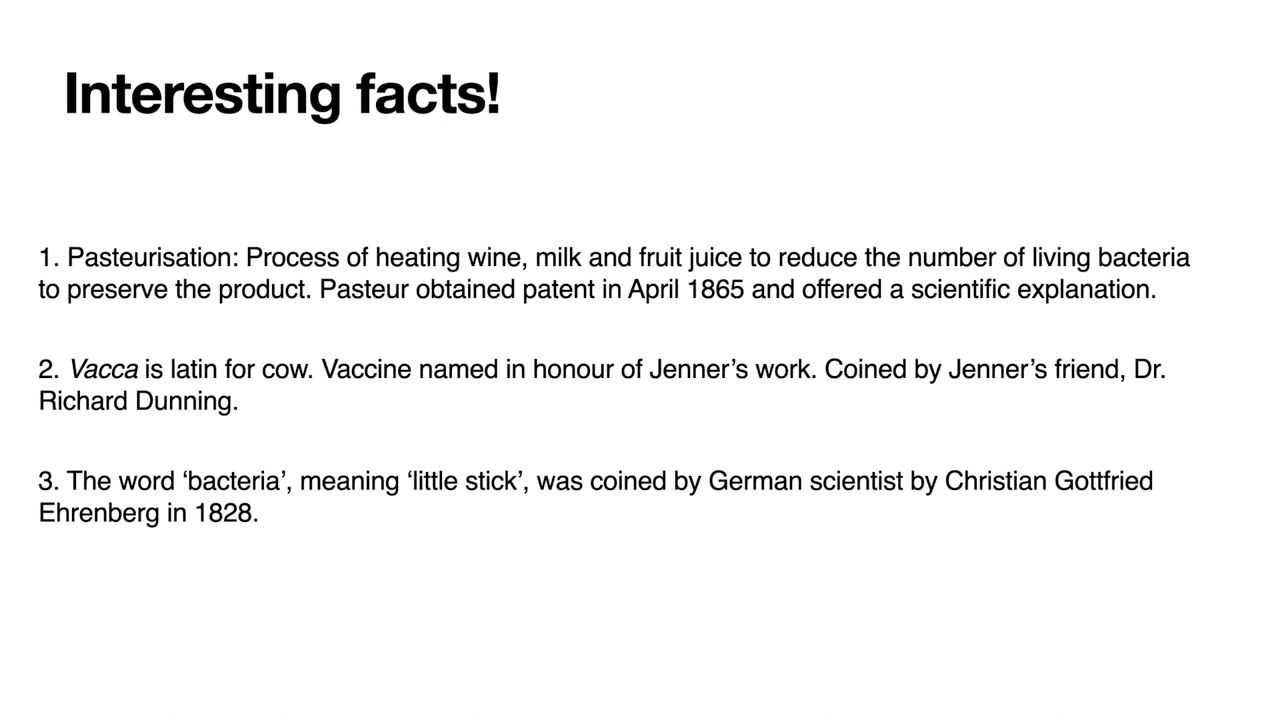 Interesting facts!
1. Pasteurisation: Process of heating wine, milk and fruit juice to reduce the number of living bacteria
to preserve the product. Pasteur obtained patent in April 1865 and offered a scientific explanation.
2. Vacca is latin for cow. Vaccine named in honour of Jenner’s work. Coined by Jenner’s friend, Dr.
Richard Dunning.
3. The word ‘bacteria’, meaning ‘little stick’, was coined by German scientist by Christian Gottfried
Ehrenberg in 1828.